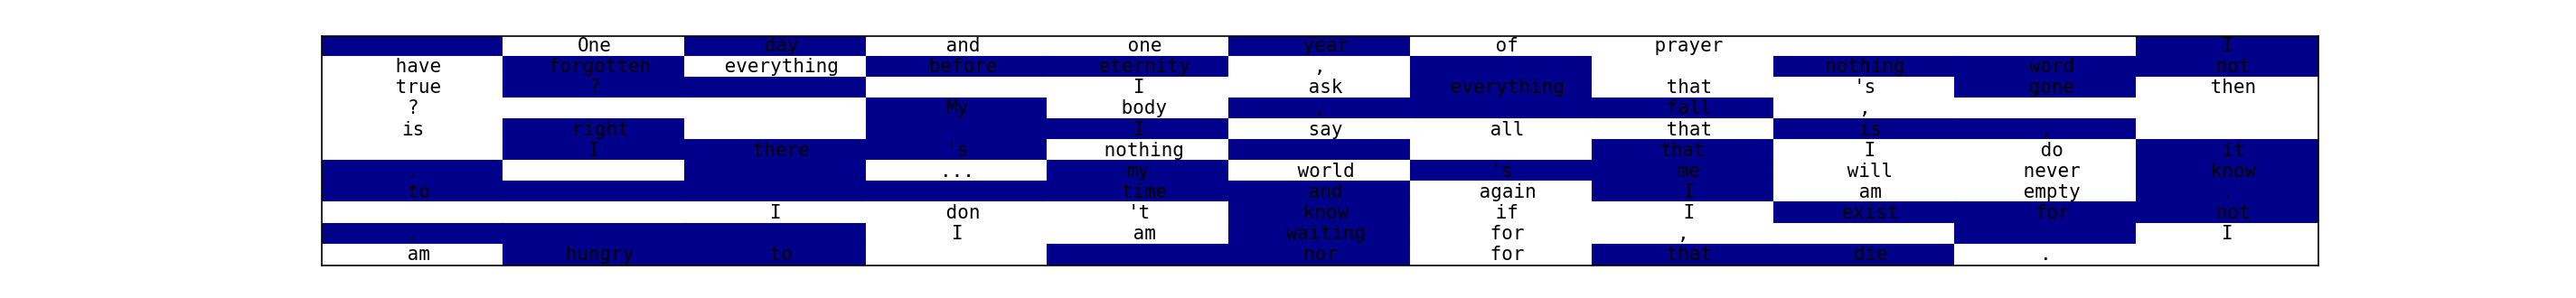 One day and one year of prayer I
have forgotten everything before eternity , nothing word not
true ? I ask everything that 's gone then
? My body , fall ,
is right I say all that is ,
I there 's nothing that I do it
. ... my world 's me will never know
to time and again I am empty .
I don 't know if I exist for not
. I am waiting for , I
am hungry to nor for that die .